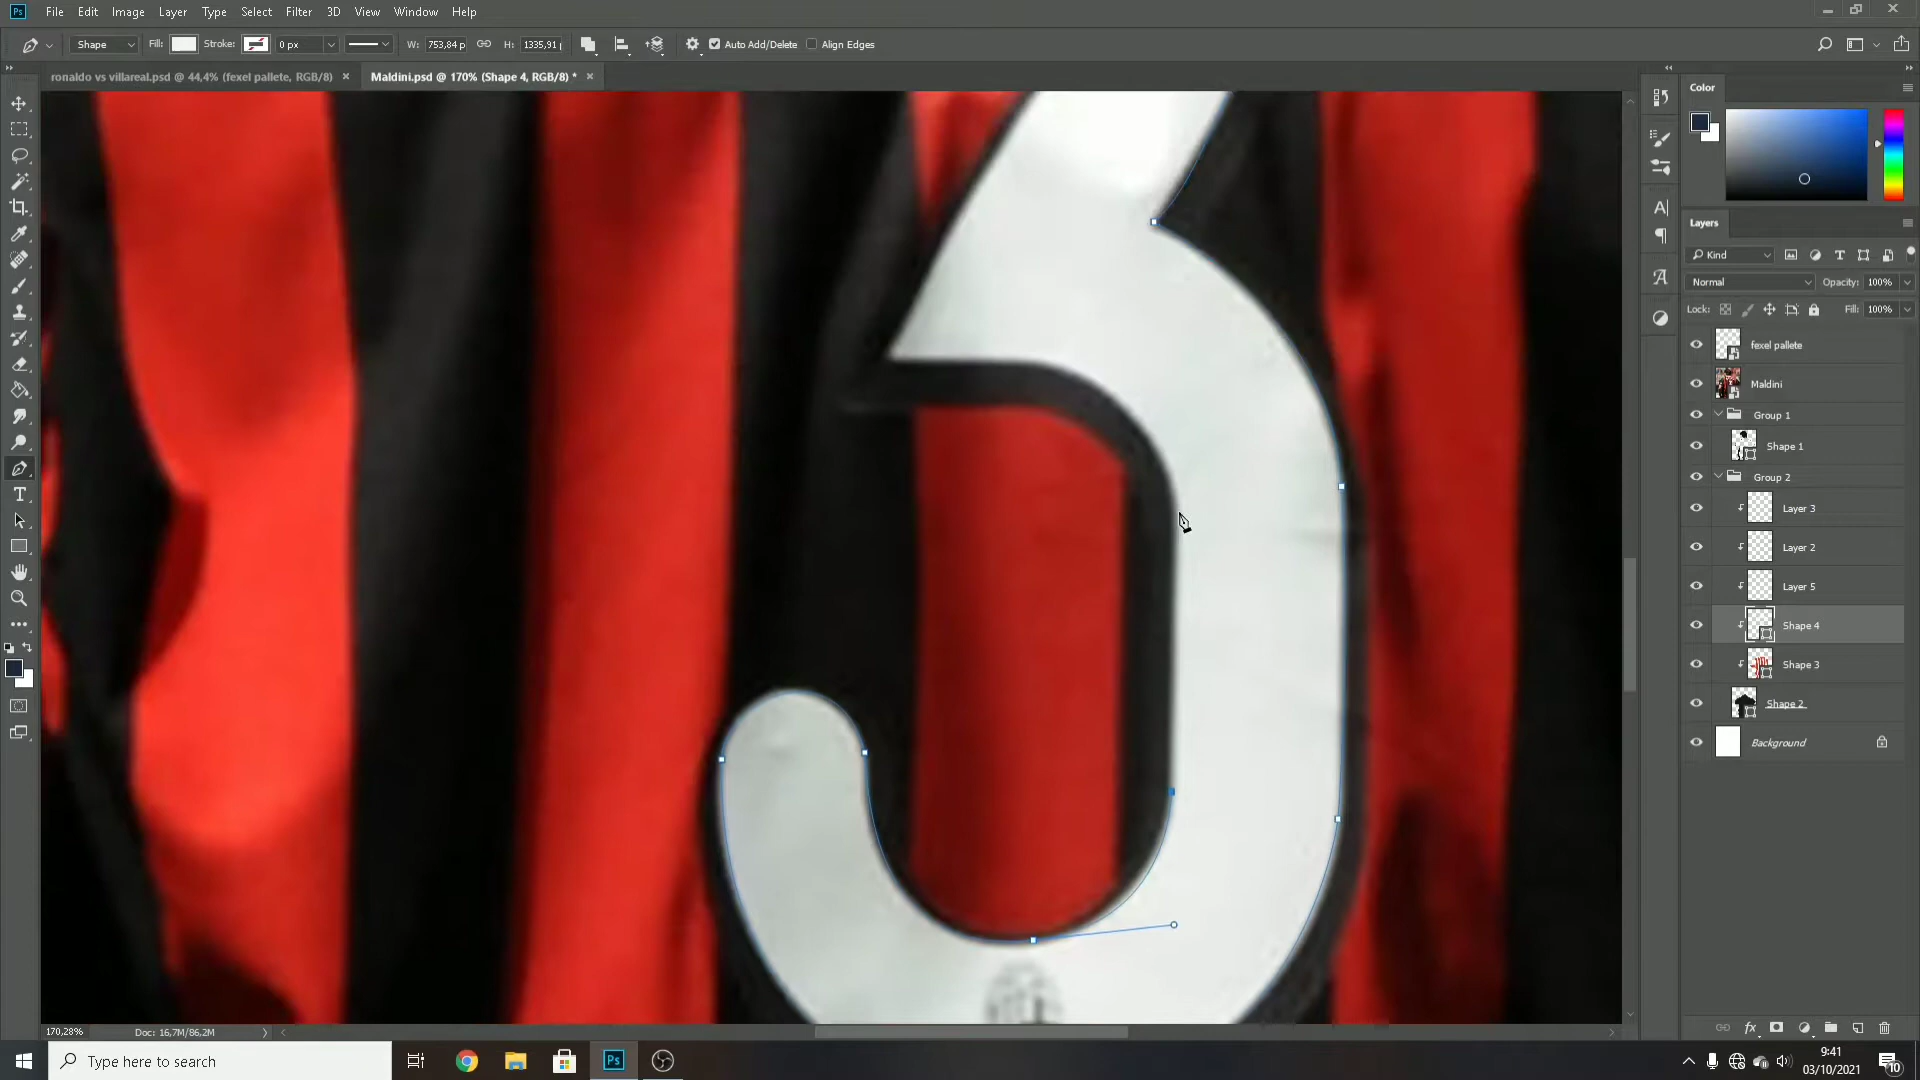 Ps File Edit Image Layer Type Select Filter 3D View Window Help
Shape Fill: Stroke: 0 px W: 753,84 p H: 1335,91 Auto Add/Delete Align Edges
ronaldo vs villareal.psd @ 44,4% (fexel pallete, RGB/8) × Maldini.psd @ 170% (Shape 4, RGB/8) * ×
Color
Layers
Kind
Normal Opacity: 100%
Lock: Fill: 100%
fexel pallete
Maldini
Group 1
Shape 1
Group 2
Layer 3
Layer 2
Layer 5
Shape 4
Shape 3
Shape 2
Background
170,28% Doc: 16,7M/86,2M
Type here to search
Ps
9:41
03/10/2021
10